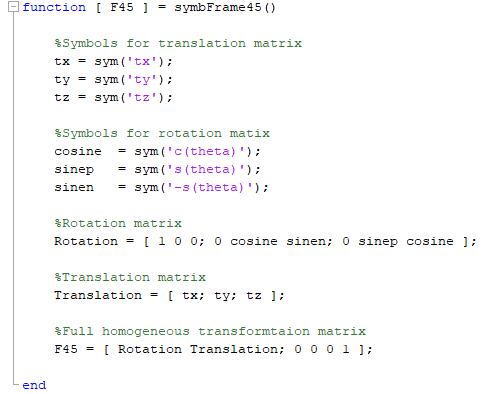 function [ F45 ] = symbFrame45()
%Symbols for translation matrix
tx = sym('tx');
ty = sym('ty');
tz = sym('tz');
%Symbols for rotation matix
cosine  = sym('c(theta)');
sinep   = sym('s(theta)');
sinen   = sym('-s(theta)');
%Rotation matrix
Rotation = [ 1 0 0; 0 cosine sinen; 0 sinep cosine ];
%Translation matrix
Translation = [ tx; ty; tz ];
%Full homogeneous transformtaion matrix
F45 = [ Rotation Translation; 0 0 0 1 ];
end